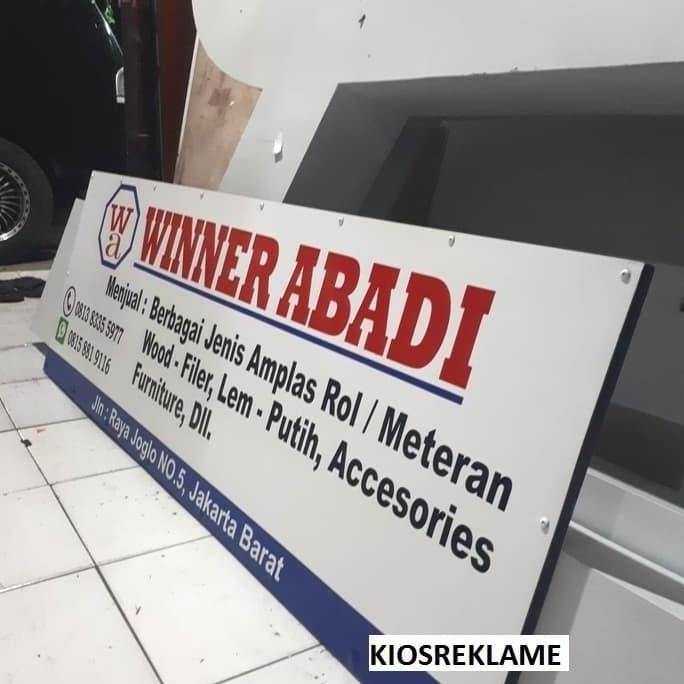 wa
WINNER ABADI
Menjual : Berbagai Jenis Amplas Rol / Meteran
Wood - Filer, Lem - Putih, Accesories
Furniture, Dll.
0813 8335 5977
0815 881 9116
Jln : Raya Joglo NO.5, Jakarta Barat
KIOSREKLAME